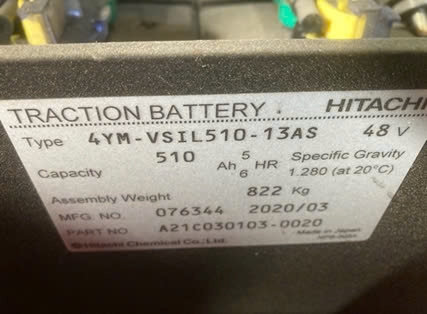 TRACTION BATTERY HITACHI
Type 4YM-VSIL510-13AS 48 V
Capacity 510 Ah 5 HR Specific Gravity
6 1.280 (at 20°C)
Assembly Weight 822 Kg
MFG NO. 076344 2020/03
PART NO A21C030103-0020
Hitachi Chemical Co., Ltd. Made in Japan